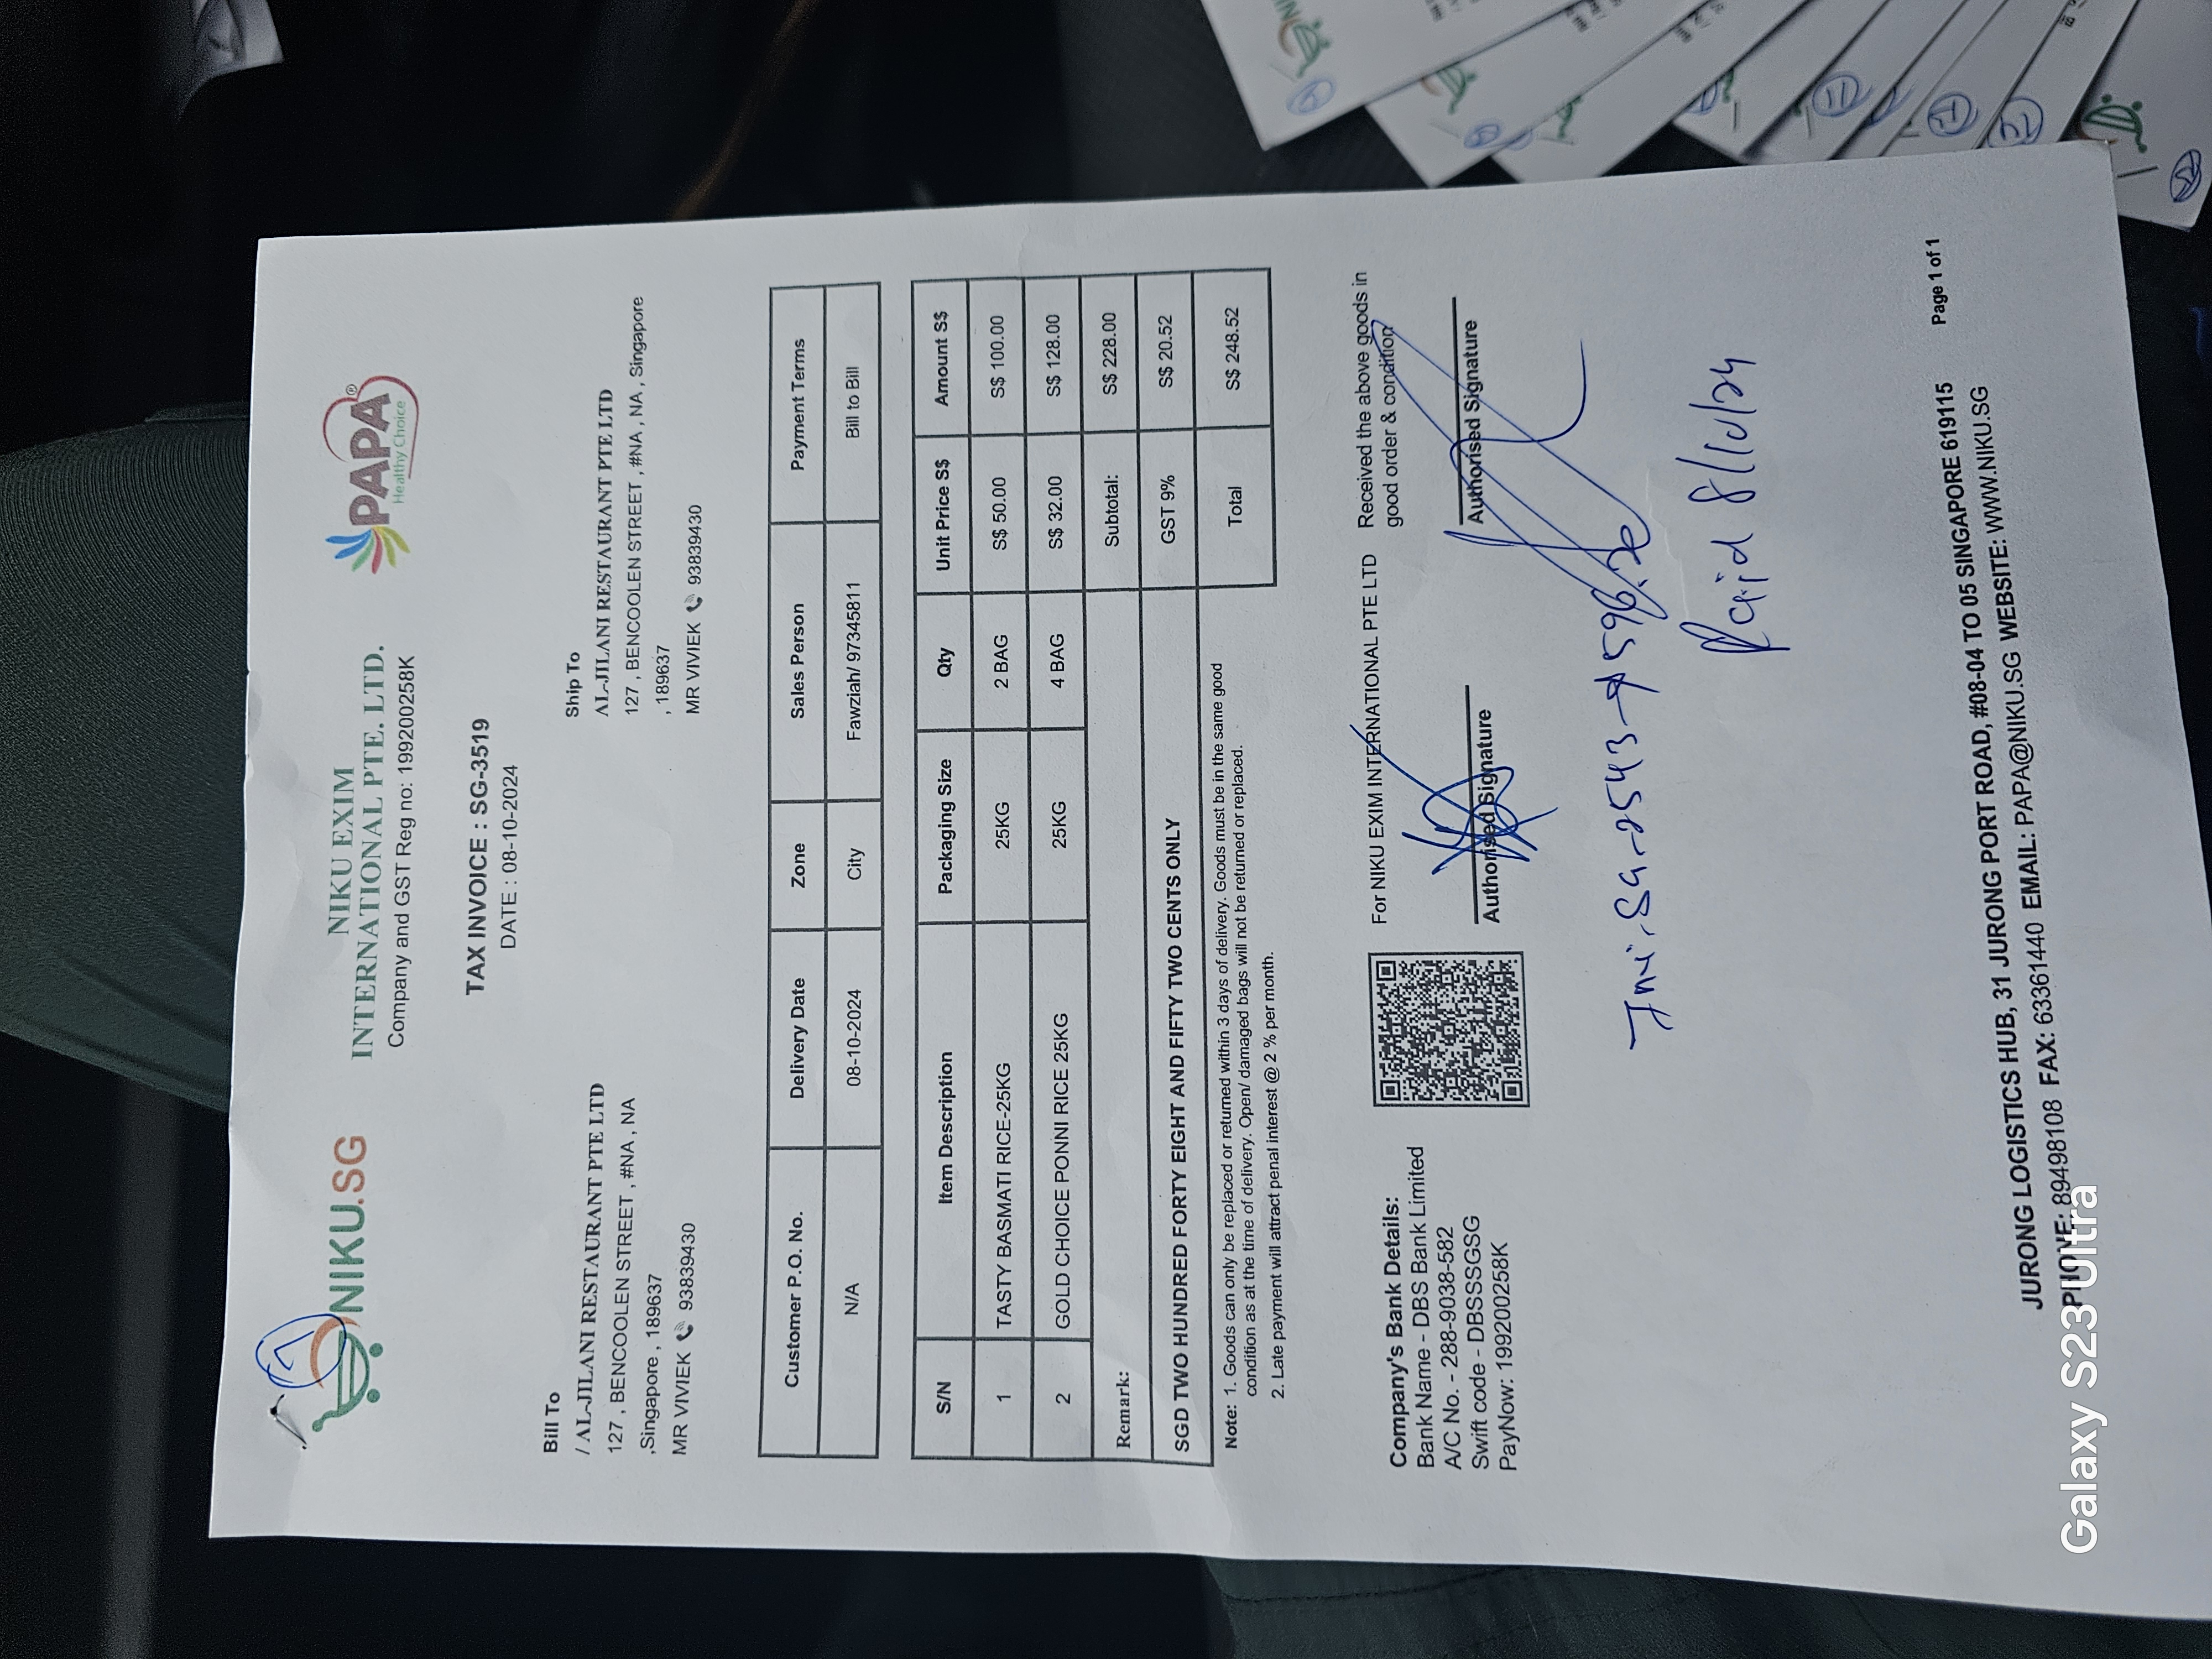 NIKU.SG
NIKU EXIM
INTERNATIONAL PTE. LTD.
Company and GST Reg no: 199200258K
PAPA®
Healthy Choice
TAX INVOICE : SG-3519
DATE : 08-10-2024
Bill To
/ AL-JILANI RESTAURANT PTE LTD
127 , BENCOOLEN STREET , #NA , NA
,Singapore , 189637
MR VIVIEK 93839430
Ship To
AL-JILANI RESTAURANT PTE LTD
127 , BENCOOLEN STREET , #NA , NA , Singapore
, 189637
MR VIVIEK 93839430
Customer P.O. No. Delivery Date Zone Sales Person Payment Terms
N/A 08-10-2024 City Fawziah/ 97345811 Bill to Bill
S/N Item Description Packaging Size Qty Unit Price S$ Amount S$
1 TASTY BASMATI RICE-25KG 25KG 2 BAG S$ 50.00 S$ 100.00
2 GOLD CHOICE PONNI RICE 25KG 25KG 4 BAG S$ 32.00 S$ 128.00
Remark: Subtotal: S$ 228.00
SGD TWO HUNDRED FORTY EIGHT AND FIFTY TWO CENTS ONLY GST 9% S$ 20.52
Total S$ 248.52
Note: 1. Goods can only be replaced or returned within 3 days of delivery. Goods must be in the same good
condition as at the time of delivery. Open/ damaged bags will not be returned or replaced.
2. Late payment will attract penal interest @ 2 % per month.
Company's Bank Details:
Bank Name - DBS Bank Limited
A/C No. - 288-9038-582
Swift code - DBSSSGSG
PayNow: 199200258K
For NIKU EXIM INTERNATIONAL PTE LTD
Authorised Signature
Received the above goods in
good order & condition
Authorised Signature
2543 596.20
Paid 8/10/24
Page 1 of 1
JURONG LOGISTICS HUB, 31 JURONG PORT ROAD, #08-04 TO 05 SINGAPORE 619115
PHONE: 89498108 FAX: 63361440 EMAIL: PAPA@NIKU.SG WEBSITE: WWW.NIKU.SG
Galaxy S23 Ultra